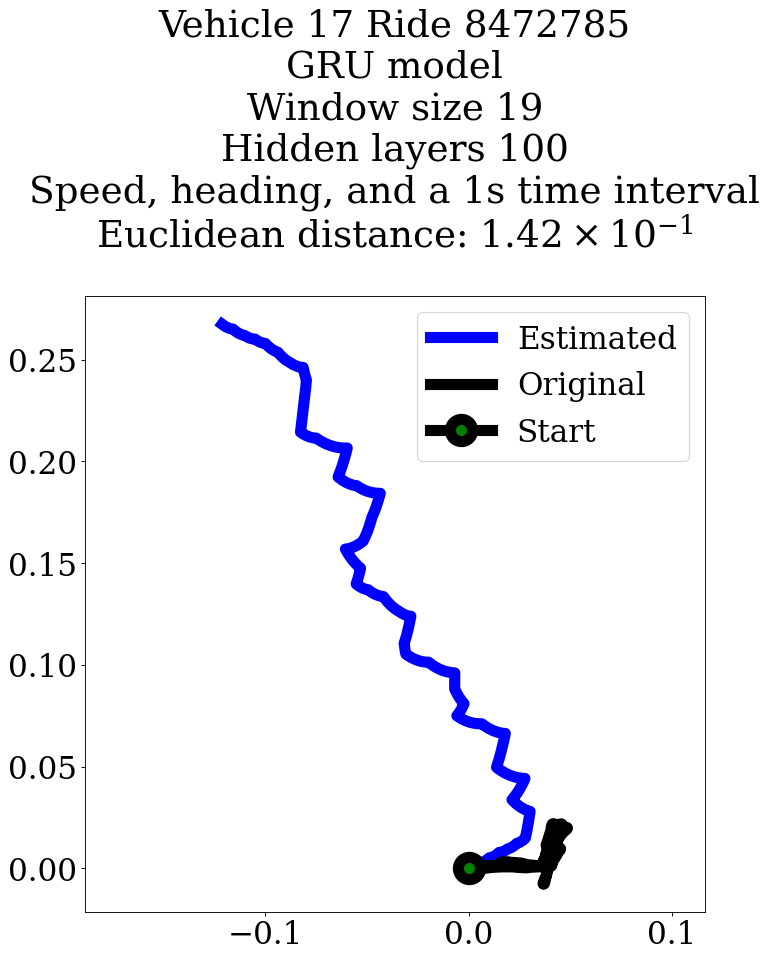 Vehicle 17 Ride 8472785
GRU model
Window size 19
Hidden layers 100
Speed, heading, and a 1s time interval
Euclidean distance: 1.42 × 10⁻¹
Estimated
Original
Start
0.25
0.20
0.15
0.10
0.05
0.00
−0.1
0.0
0.1